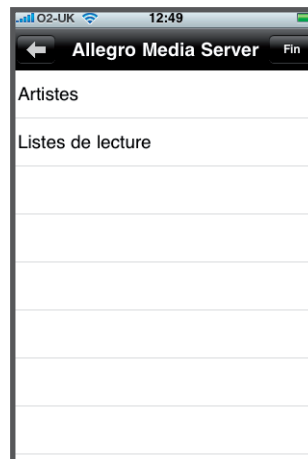 O2-UK 12:49
Allegro Media Server Fin
Artistes
Listes de lecture